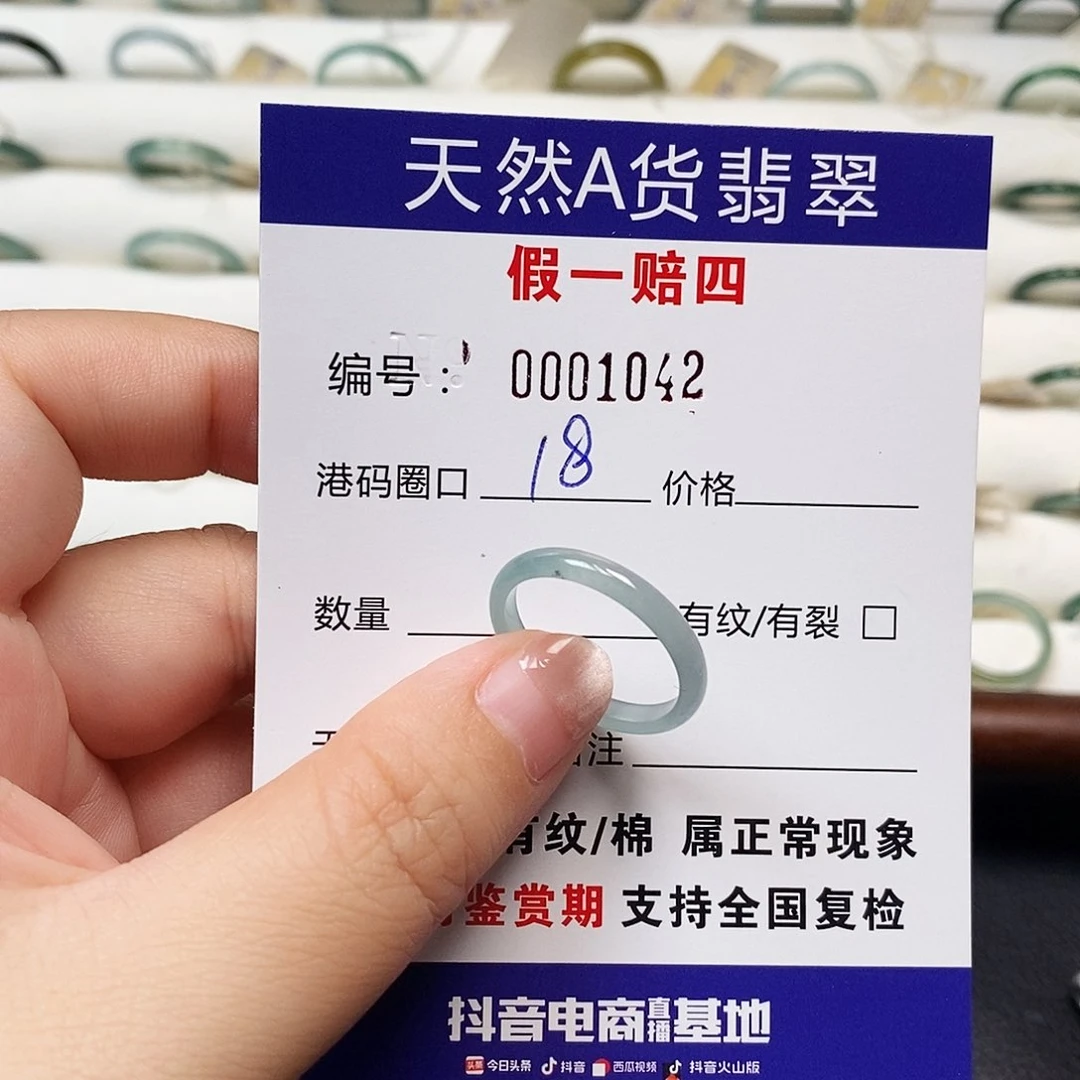 天然A货翡翠
假一赔四
编号： 0001042
港码圈口 18 价格
数量 有纹/有裂 □
注
有纹/棉 属正常现象
鉴赏期 支持全国复检
抖音电商直播基地
头条 今日头条 抖音 西瓜视频 抖音火山版